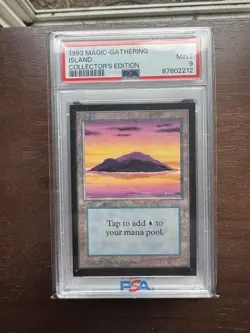 1993 MAGIC-GATHERING
ISLAND
COLLECTOR'S EDITION
MINT
9
PSA
87802212
Tap to add to
your mana pool.
PSA